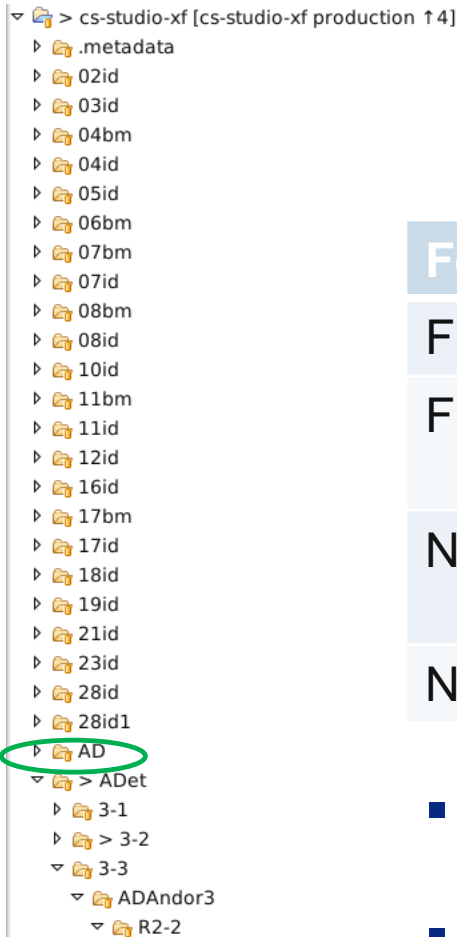 > cs-studio-xf [cs-studio-xf production ↑4]
.metadata
02id
03id
04bm
04id
05id
06bm
07bm
07id
08bm
08id
10id
11bm
11id
12id
16id
17bm
17id
18id
19id
21id
23id
28id
28id1
AD
> ADet
3-1
> 3-2
3-3
ADAndor3
R2-2
F
F
F
N
N